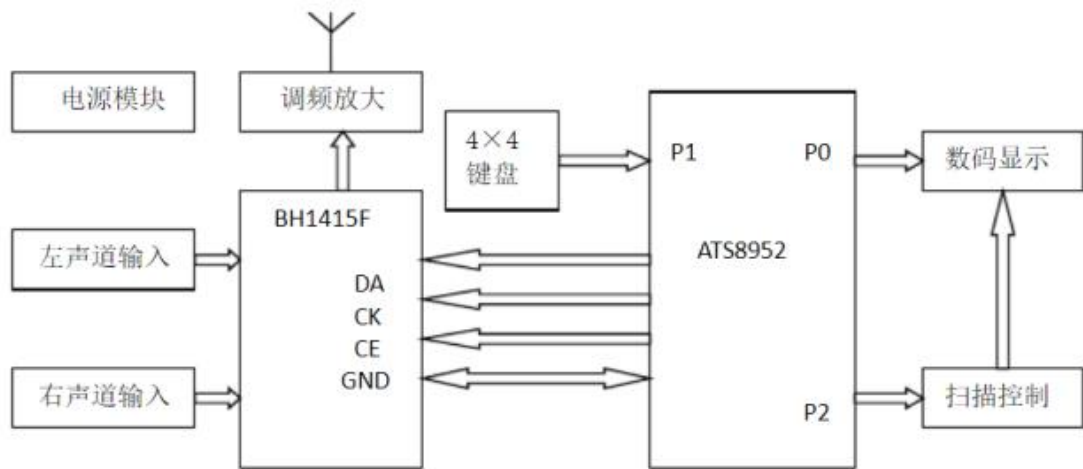 电源模块
调频放大
4×4
键盘
P1
P0
数码显示
BH1415F
左声道输入
ATS8952
DA
CK
CE
GND
右声道输入
P2
扫描控制